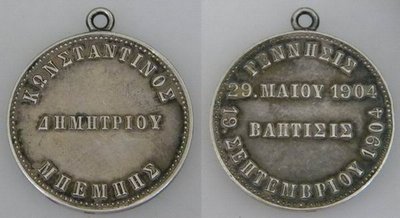 ΚΩΝΣΤΑΝΤΙΝΟΣ
ΔΗΜΗΤΡΙΟΥ
ΜΠΕΜΠΗΣ
ΓΕΝΝΗΣΙΣ
29. ΜΑΙΟΥ 1904
ΒΑΠΤΙΣΙΣ
19. ΣΕΠΤΕΜΒΡΙΟΥ 1904